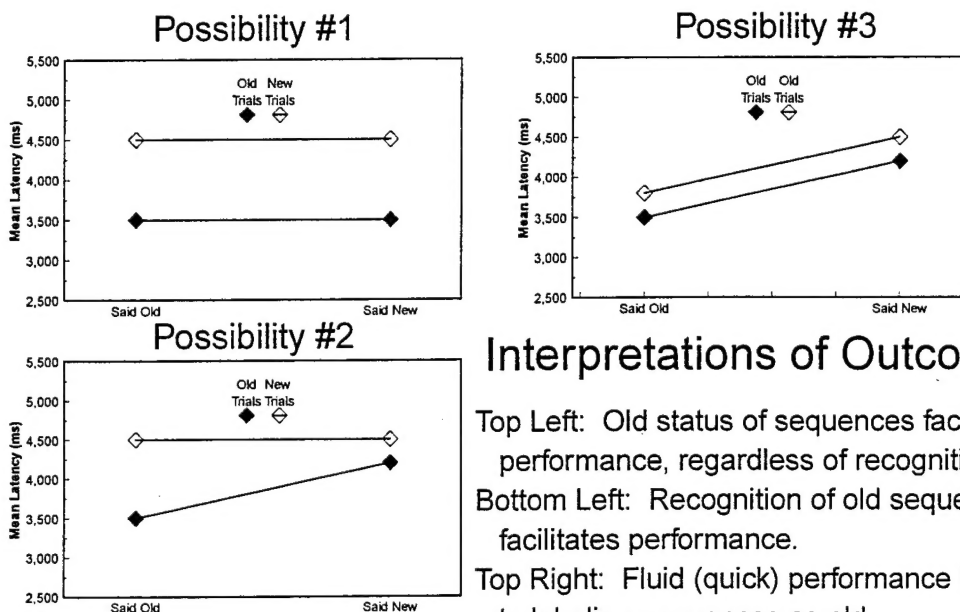 Possibility #1
5,500
5,000
4,500
4,000
3,500
3,000
2,500
Mean Latency (ms)
Old New
Trials Trials
Said Old Said New
Possibility #3
5,500
5,000
4,500
4,000
3,500
3,000
2,500
Mean Latency (ms)
Old Old
Trials Trials
Said Old Said New
Possibility #2
5,500
5,000
4,500
4,000
3,500
3,000
2,500
Mean Latency (ms)
Old New
Trials Trials
Said Old Said New
Interpretations of
Top Left: Old status of sequences
performance, regardless of
Bottom Left: Recognition of old
facilitates performance.
Top Right: Fluid (quick) performance